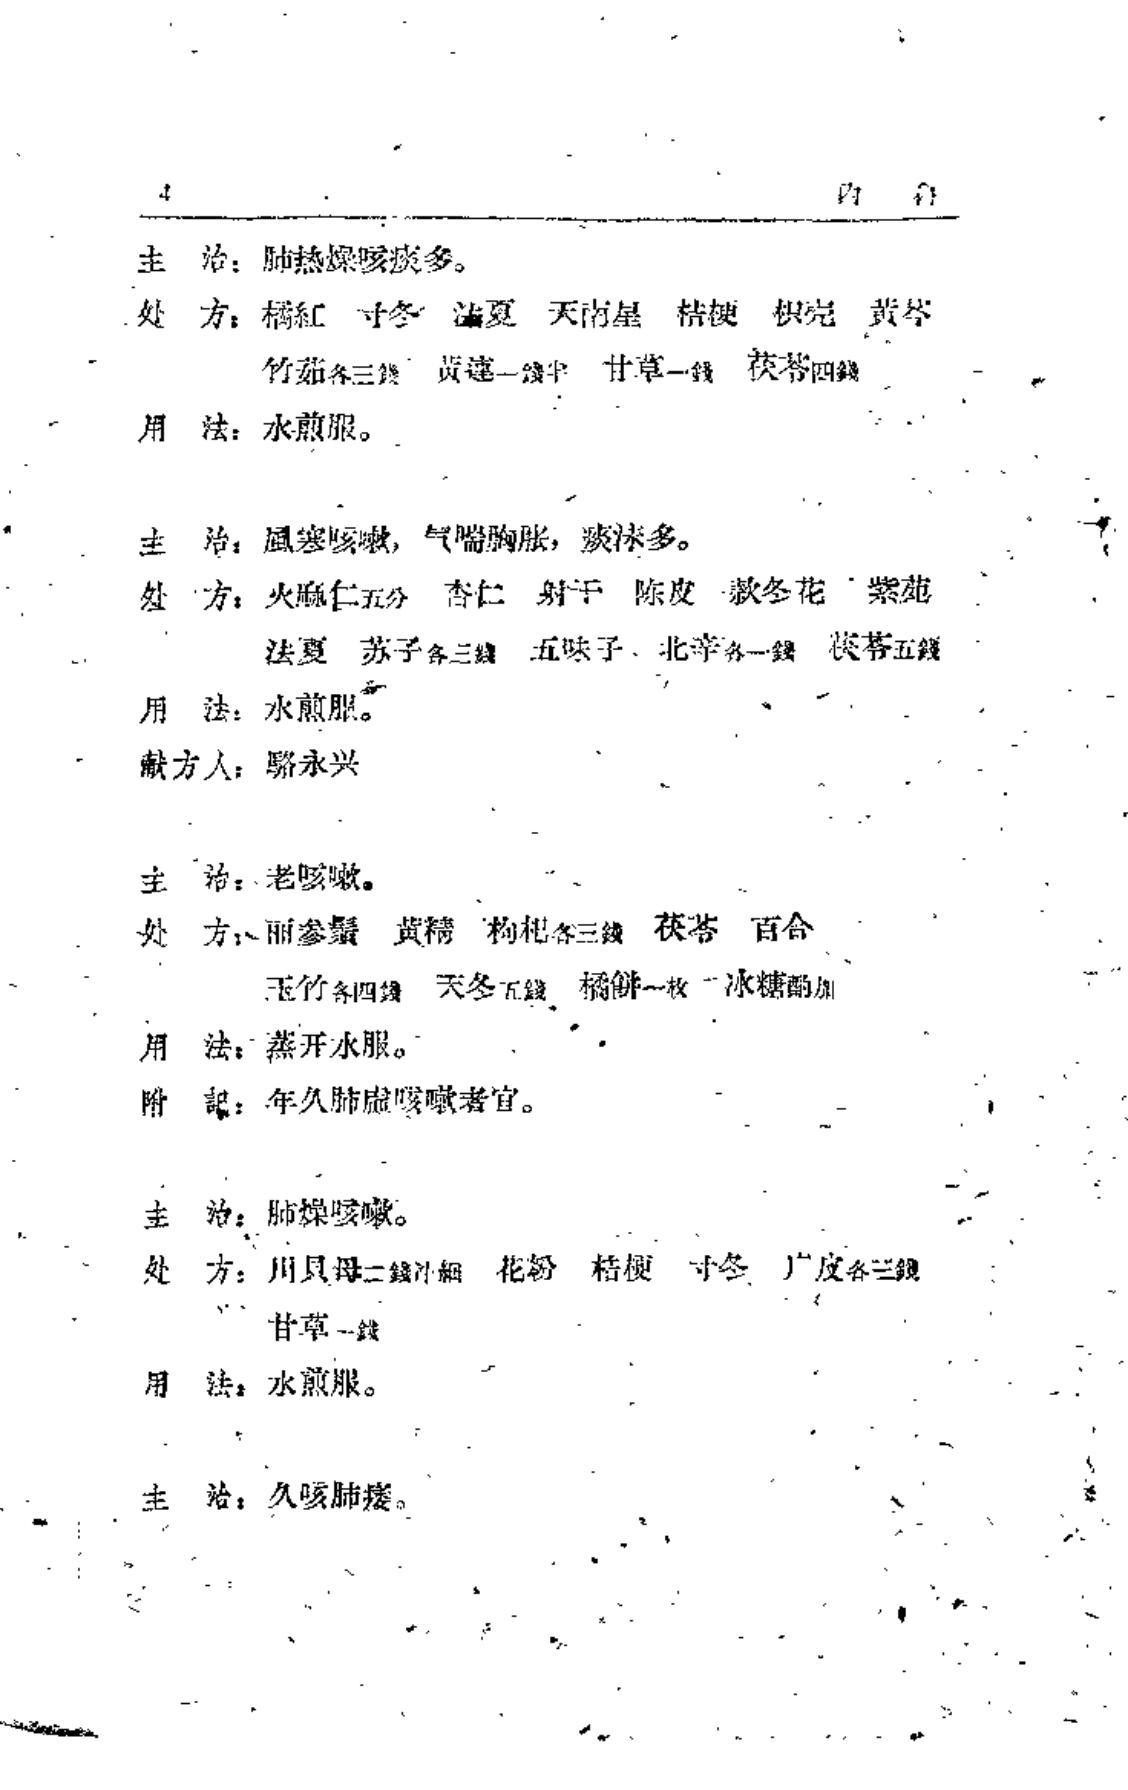 4 内 科
主 治：肺热燥咳痰多。
处 方：橘紅 寸冬 法夏 天南星 桔梗 枳壳 黃芩
竹茹各三錢 黃連一錢半 甘草一錢 茯苓四錢
用 法：水煎服。
主 治：風寒咳嗽，气喘胸胀，痰沫多。
处 方：火麻仁五分 杏仁 射干 陈皮 款冬花 紫菀
法夏 苏子各三錢 五味子、北辛各一錢 茯苓五錢
用 法：水煎服。
献方人：駱永兴
主 治：老咳嗽。
处 方：丽参鬚 黃精 枸杞各三錢 茯苓 百合
玉竹各四錢 天冬五錢 橘餅一枚 冰糖酌加
用 法：蒸开水服。
附 記：年久肺虛咳嗽者宜。
主 治：肺燥咳嗽。
处 方：川貝母二錢冲細 花粉 桔梗 寸冬 广皮各三錢
甘草一錢
用 法：水煎服。
主 治：久咳肺痿。